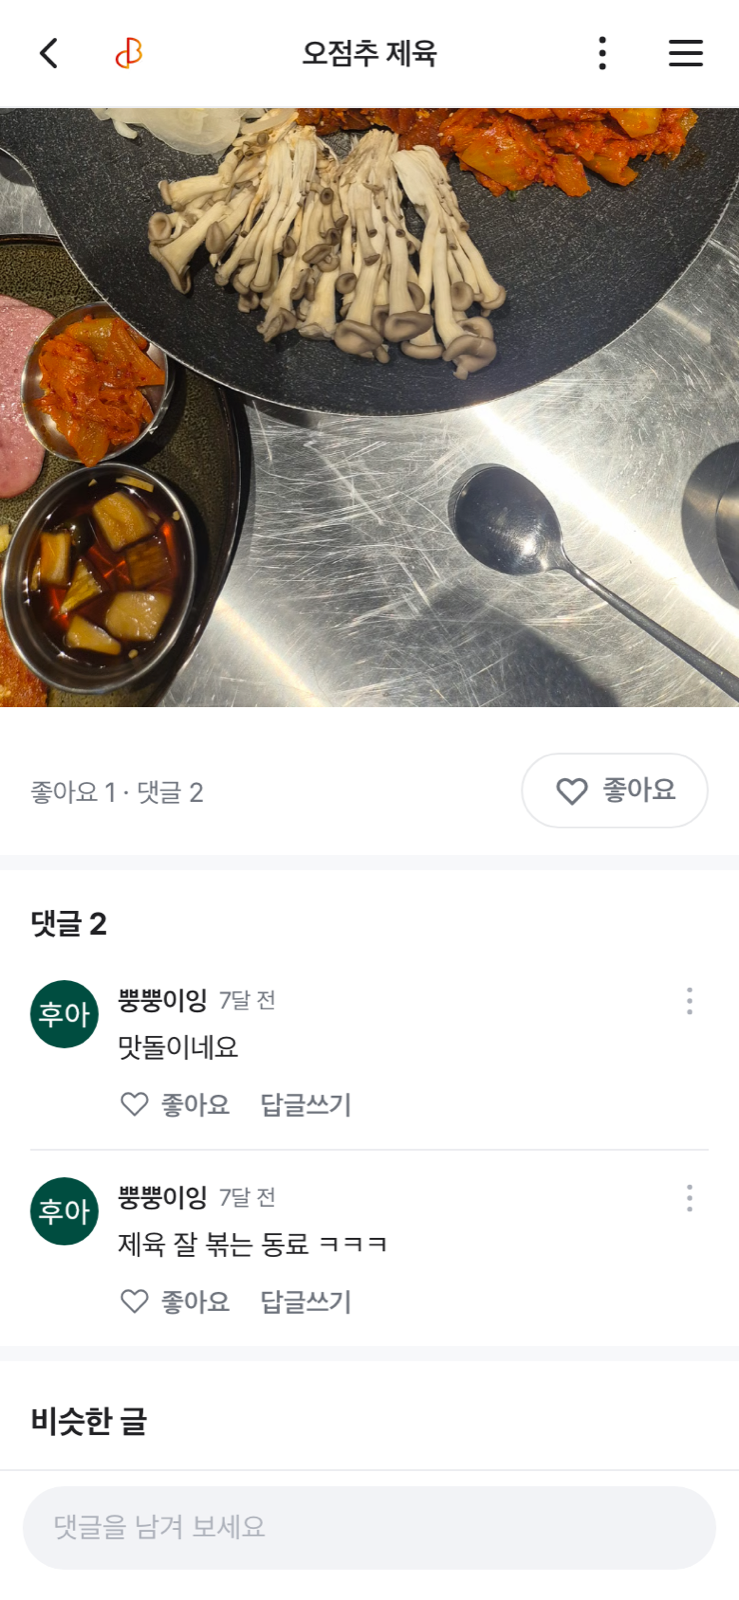 오점추 제육
좋아요 1 · 댓글 2
좋아요
댓글 2
후아
뿡뿡이잉 7달 전
맛돌이네요
좋아요 답글쓰기
후아
뿡뿡이잉 7달 전
제육 잘 볶는 동료 ㅋㅋㅋ
좋아요 답글쓰기
비슷한 글
댓글을 남겨 보세요